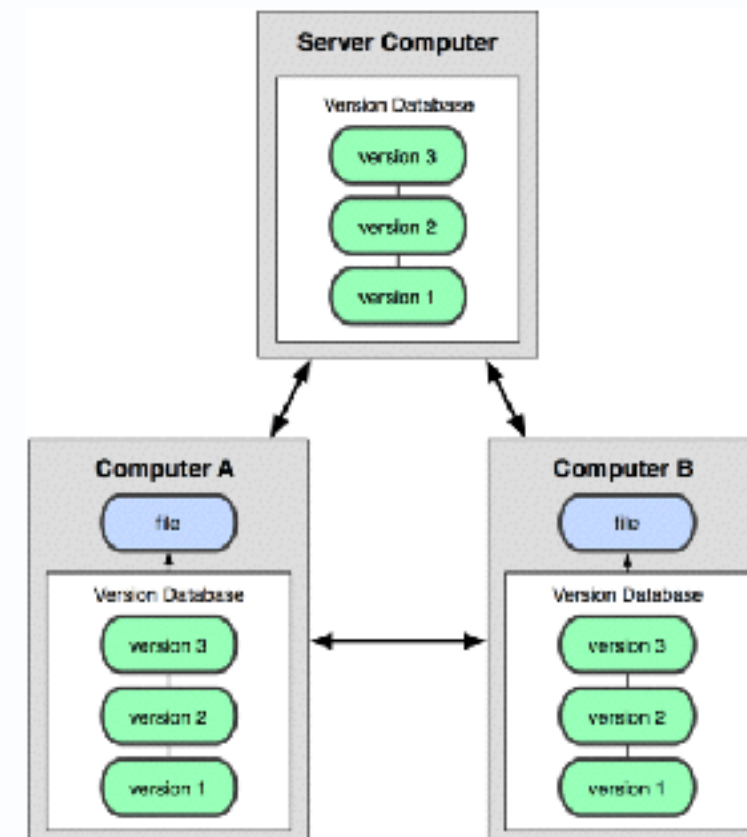 Server Computer
Version Database
version 3
version 2
version 1
Computer A
file
Version Database
version 3
version 2
version 1
Computer B
file
Version Database
version 3
version 2
version 1